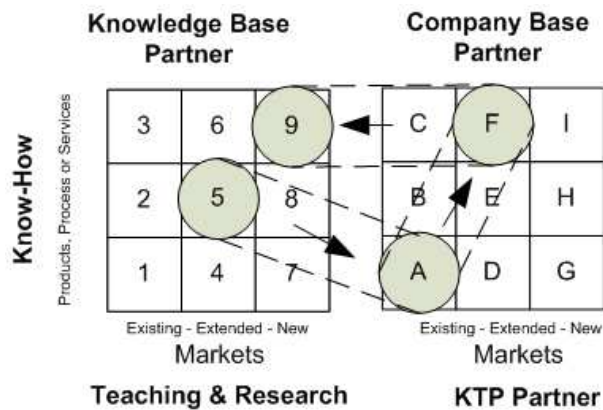 Knowledge Base
Partner
Company Base
Partner
Know-How
Products, Process or Services
3 6 9
2 5 8
1 4 7
C F I
B E H
A D G
Existing - Extended - New
Markets
Existing - Extended - New
Markets
Teaching & Research
KTP Partner